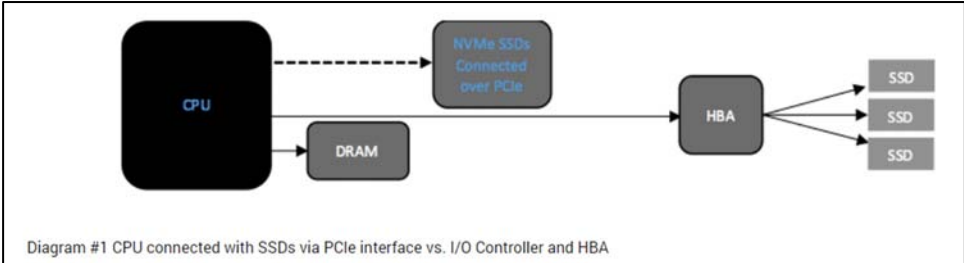 CPU
NVMe SSDs
Connected
over PCIe
DRAM
HBA
SSD
SSD
SSD
Diagram #1 CPU connected with SSDs via PCIe interface vs. I/O Controller and HBA